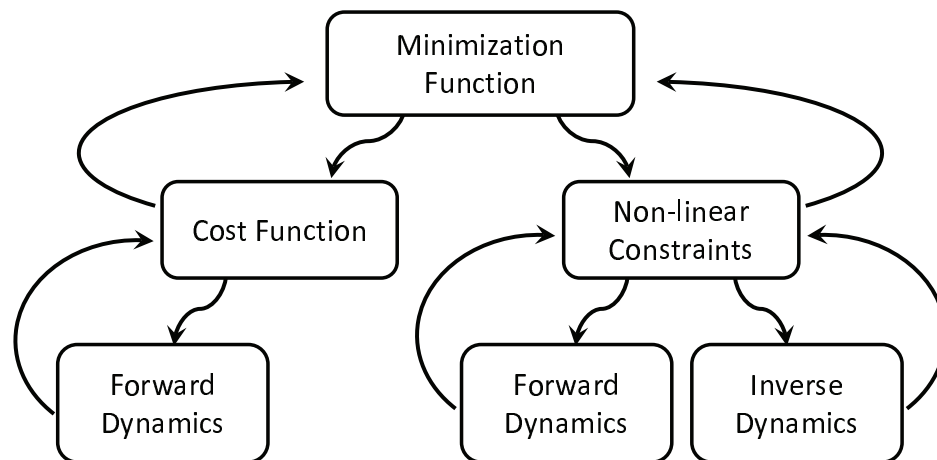 Minimization
Function
Cost Function
Non-linear
Constraints
Forward
Dynamics
Forward
Dynamics
Inverse
Dynamics